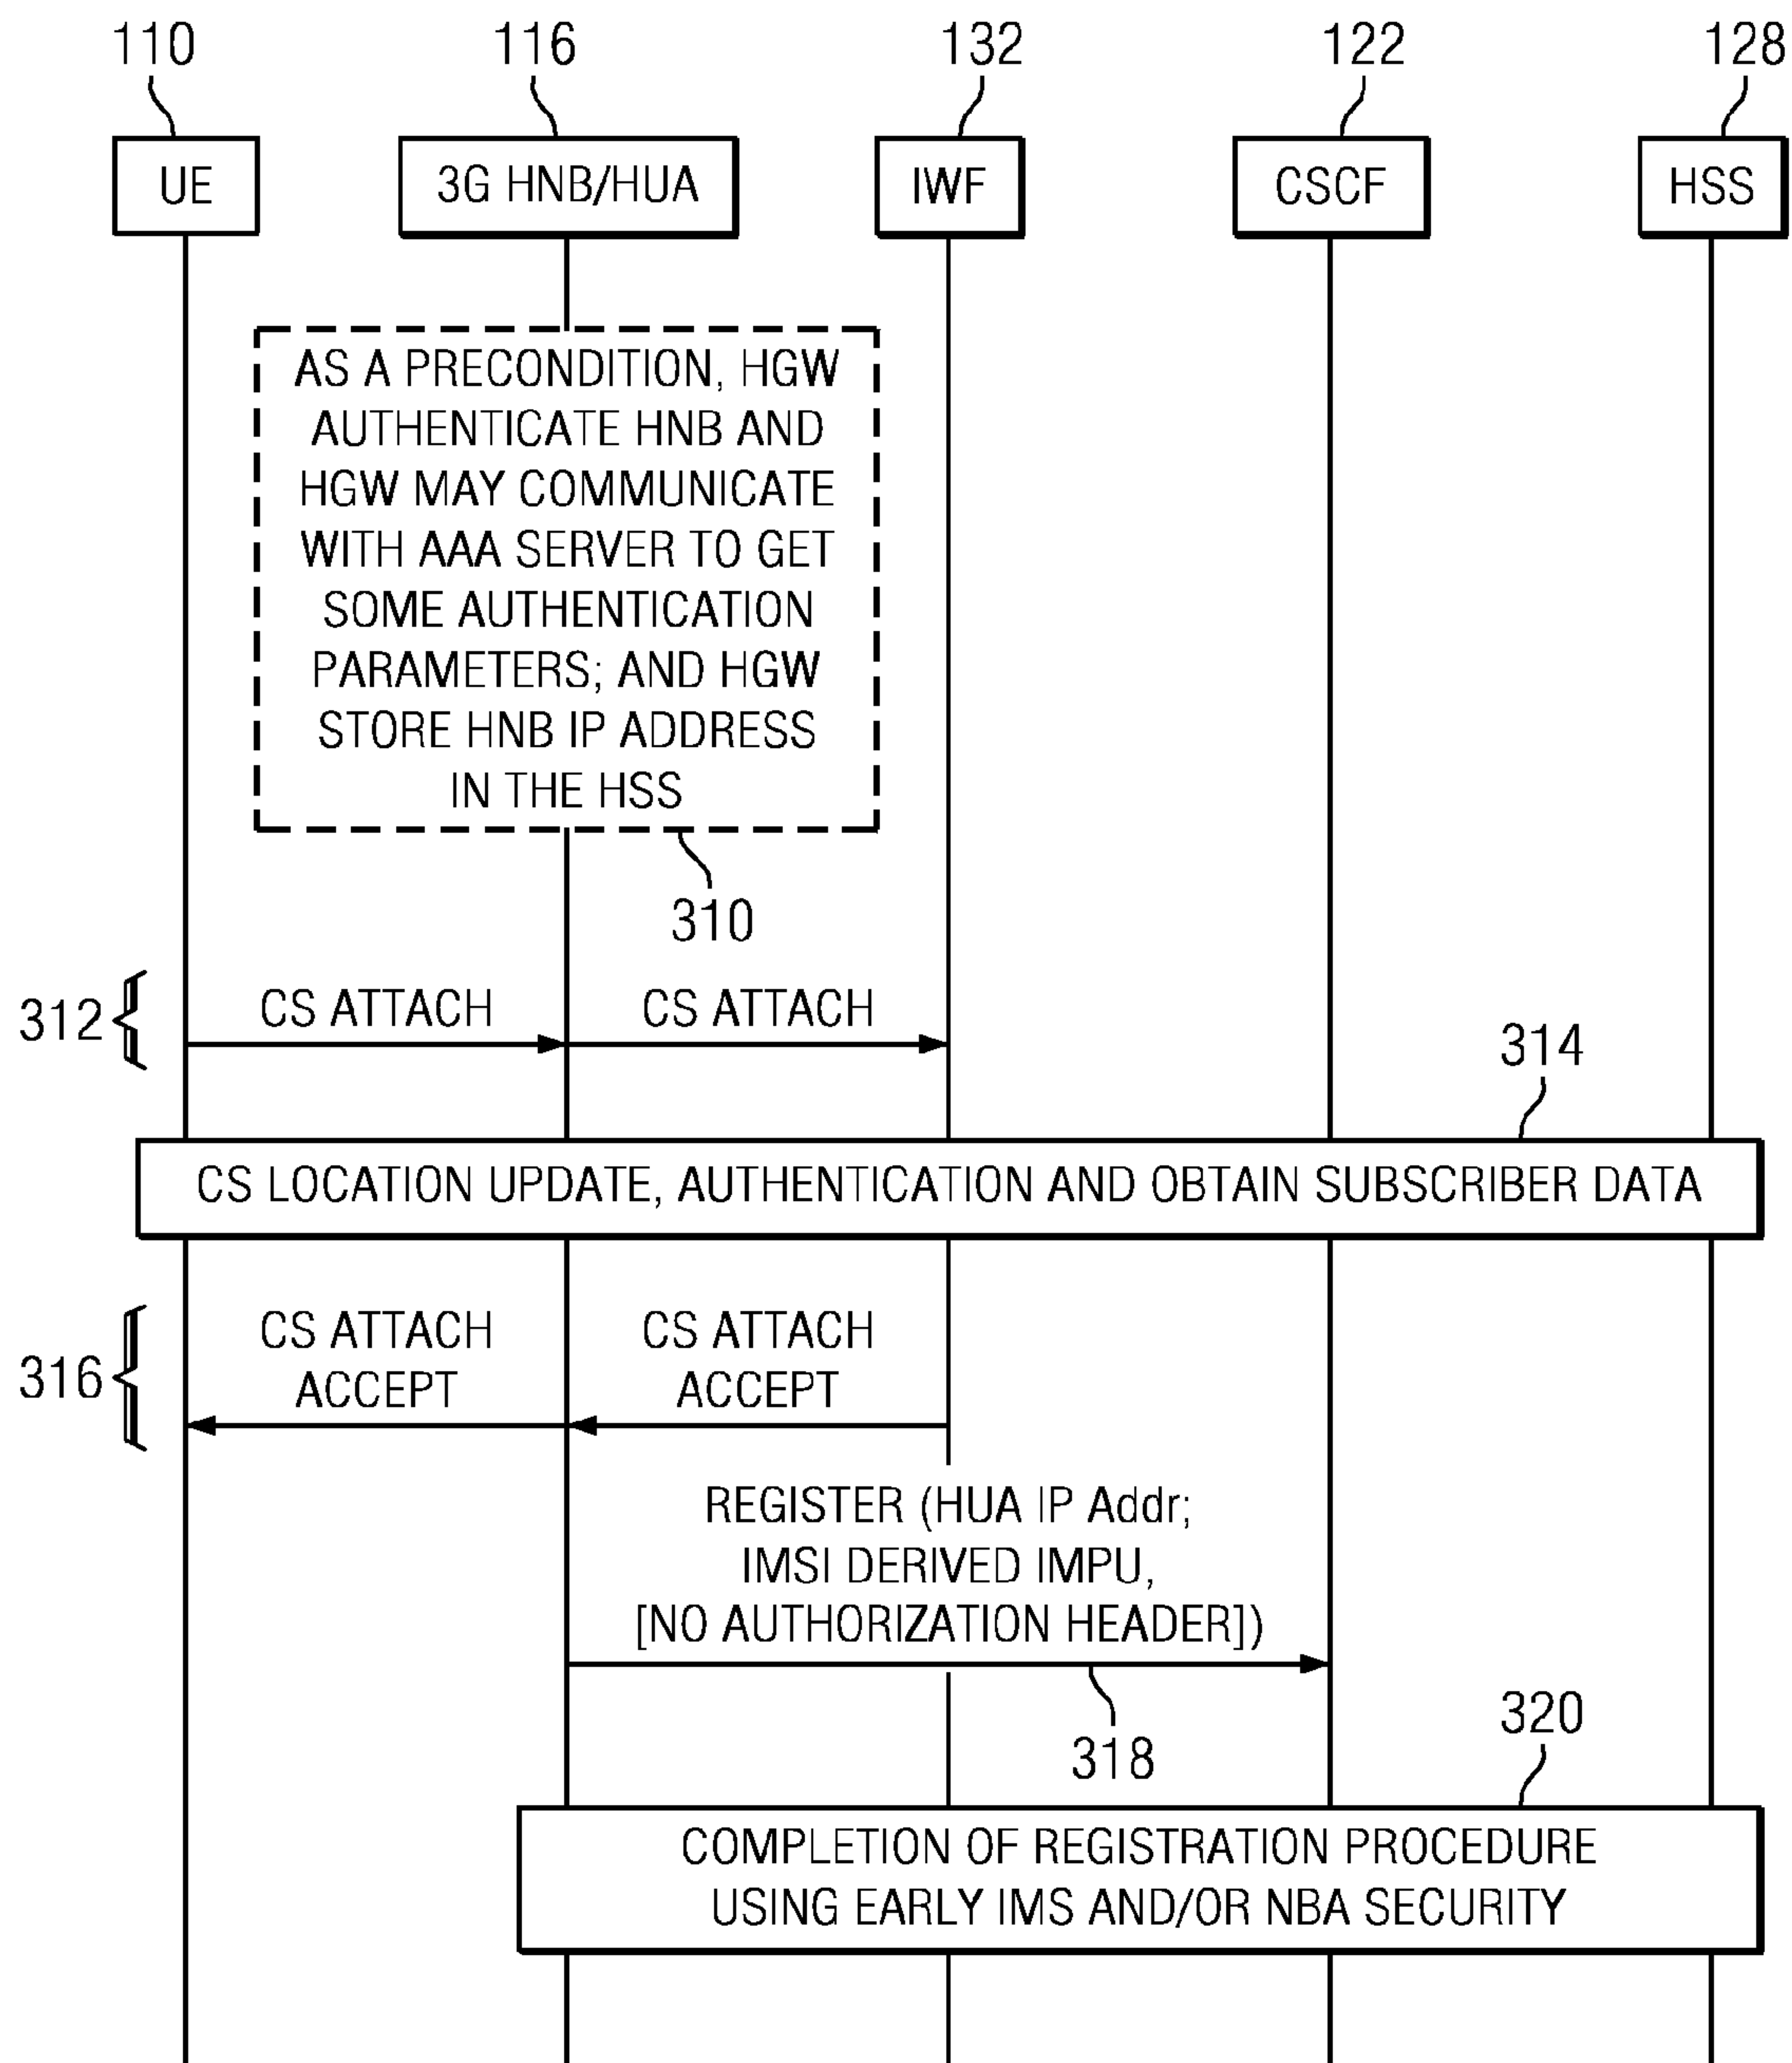 110
116
132
122
128
UE
3G HNB/HUA
IWF
CSCF
HSS
AS A PRECONDITION, HGW
AUTHENTICATE HNB AND
HGW MAY COMMUNICATE
WITH AAA SERVER TO GET
SOME AUTHENTICATION
PARAMETERS; AND HGW
STORE HNB IP ADDRESS
IN THE HSS
310
312
CS ATTACH
CS ATTACH
314
CS LOCATION UPDATE, AUTHENTICATION AND OBTAIN SUBSCRIBER DATA
316
CS ATTACH
ACCEPT
CS ATTACH
ACCEPT
REGISTER (HUA IP Addr;
IMSI DERIVED IMPU,
[NO AUTHORIZATION HEADER])
318
320
COMPLETION OF REGISTRATION PROCEDURE
USING EARLY IMS AND/OR NBA SECURITY